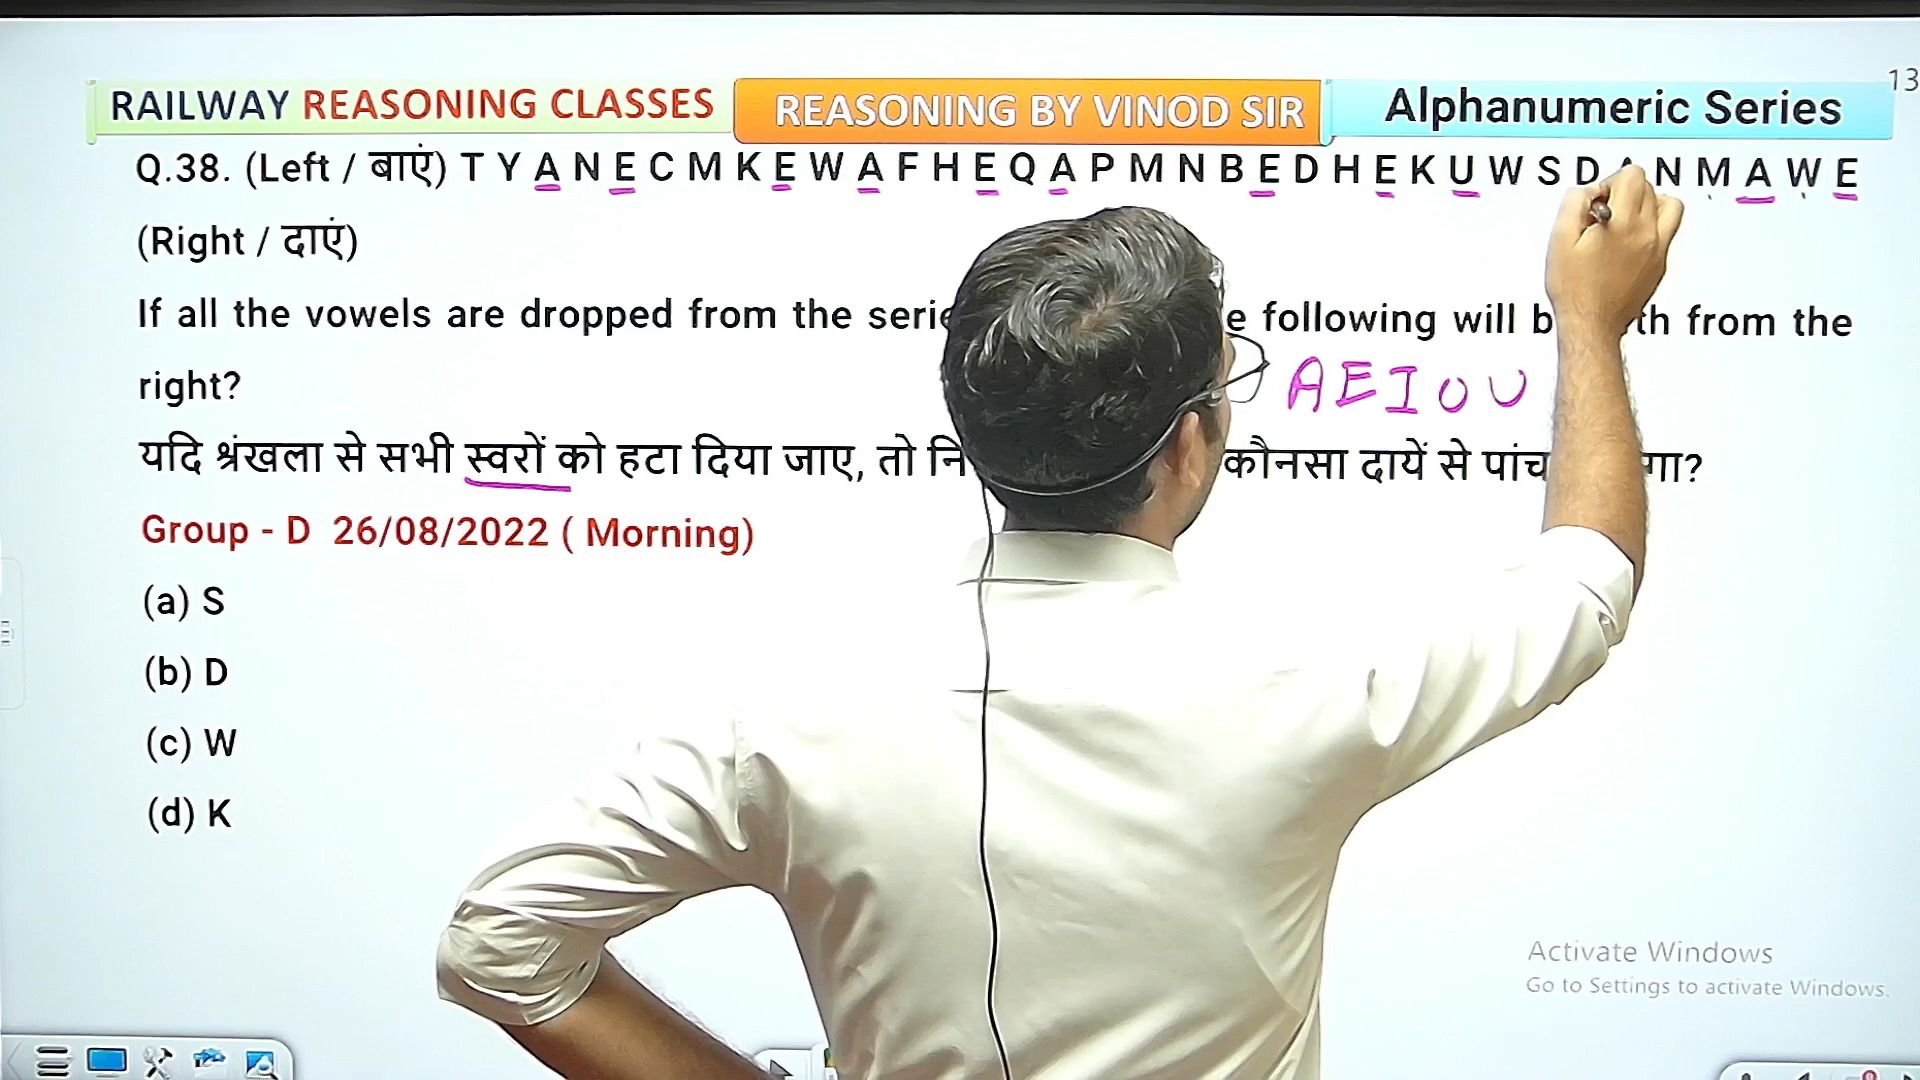 13
RAILWAY REASONING CLASSES REASONING BY VINOD SIR Alphanumeric Series
Q.38. (Left / बाएं) T Y A N E C M K E W A F H E Q A P M N B E D H E K U W S D A N M A W E
(Right / दाएं)
If all the vowels are dropped from the following will from the
right?
A E I O U
यदि श्रंखला से सभी स्वरों को हटा दिया जाए, तो कौनसा दायें से
Group - D 26/08/2022 ( Morning)
(a) S
(b) D
(c) W
(d) K
Activate Windows
Go to Settings to activate Windows.